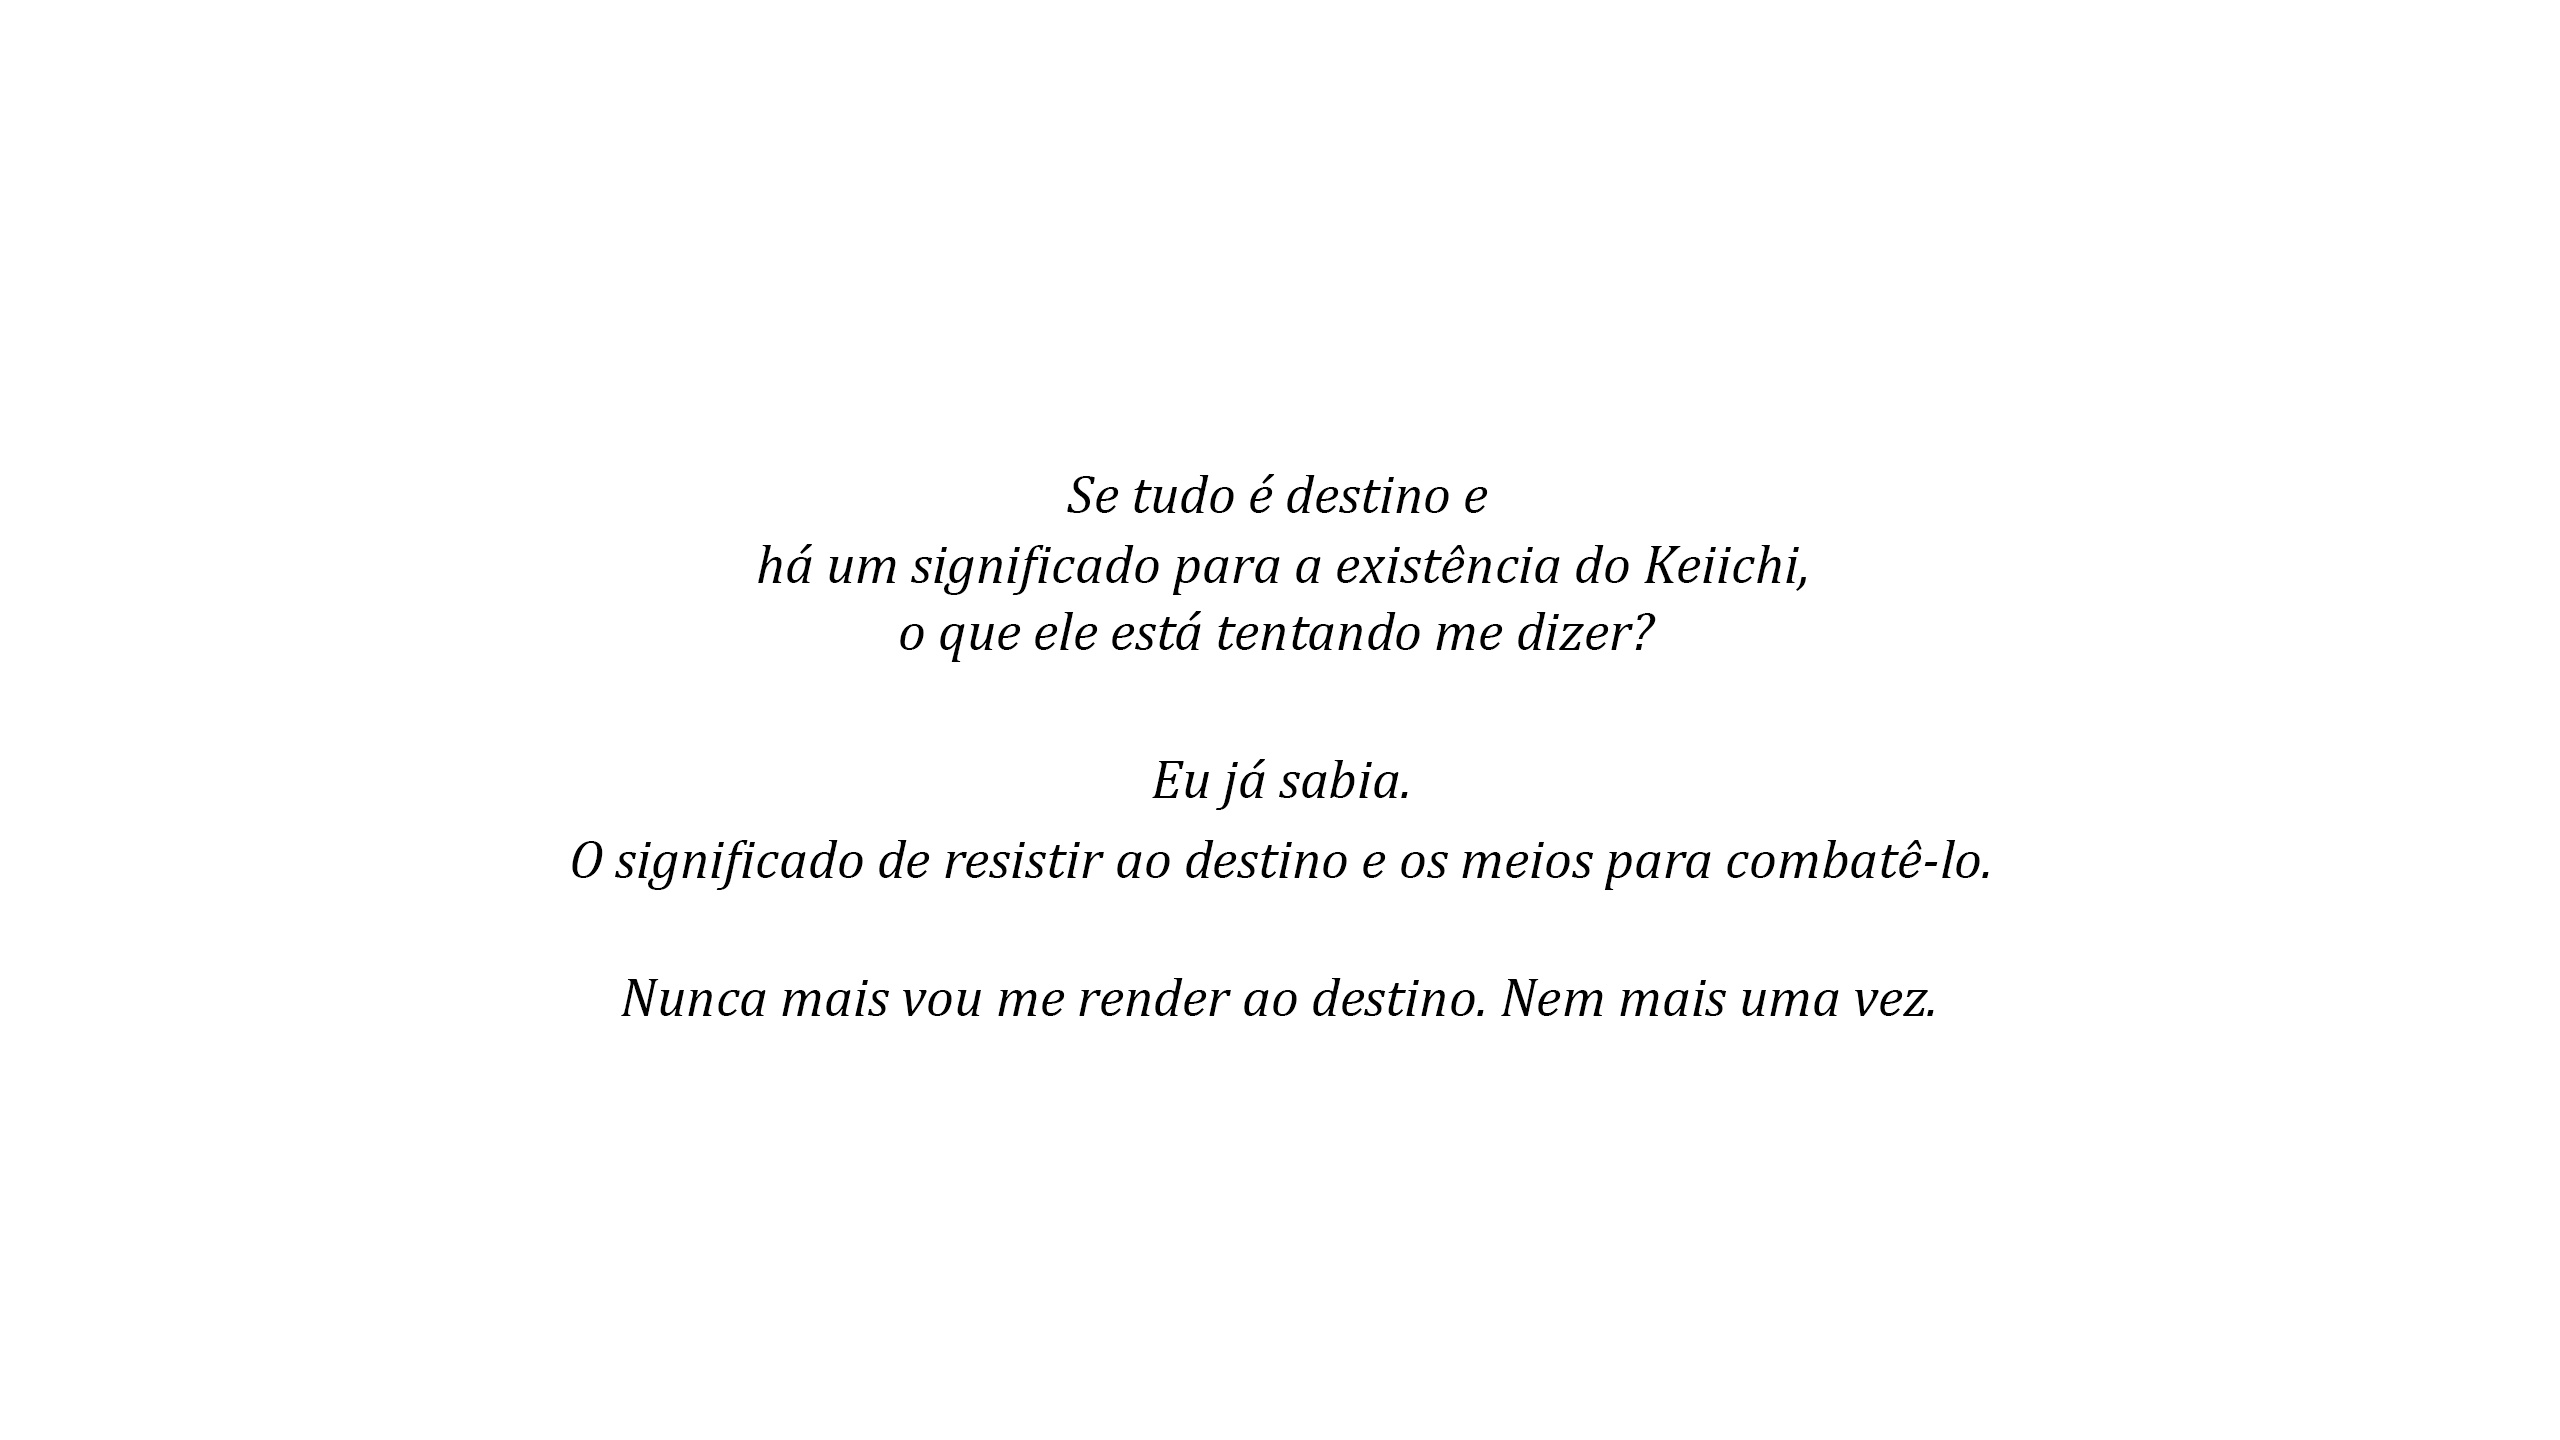 Se tudo é destino e
há um significado para a existência do Keiichi,
o que ele está tentando me dizer?
Eu já sabia.
O significado de resistir ao destino e os meios para combatê-lo.
Nunca mais vou me render ao destino. Nem mais uma vez.